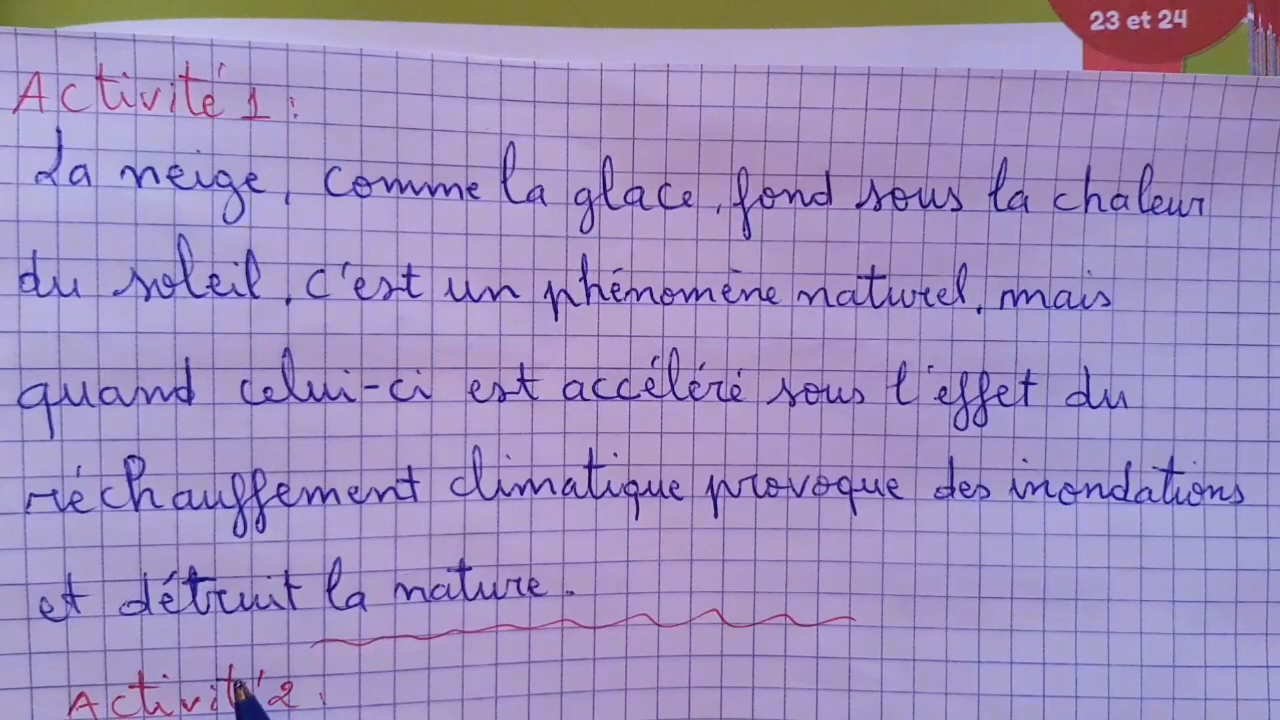 23 et 24
Activité 1 :
La neige, comme la glace, fond sous la chaleur
du soleil, c'est un phénomène naturel, mais
quand celui-ci est accéléré sous l'effet du
réchauffement climatique provoque des inondations
et détruit la nature.
Activité 2 :